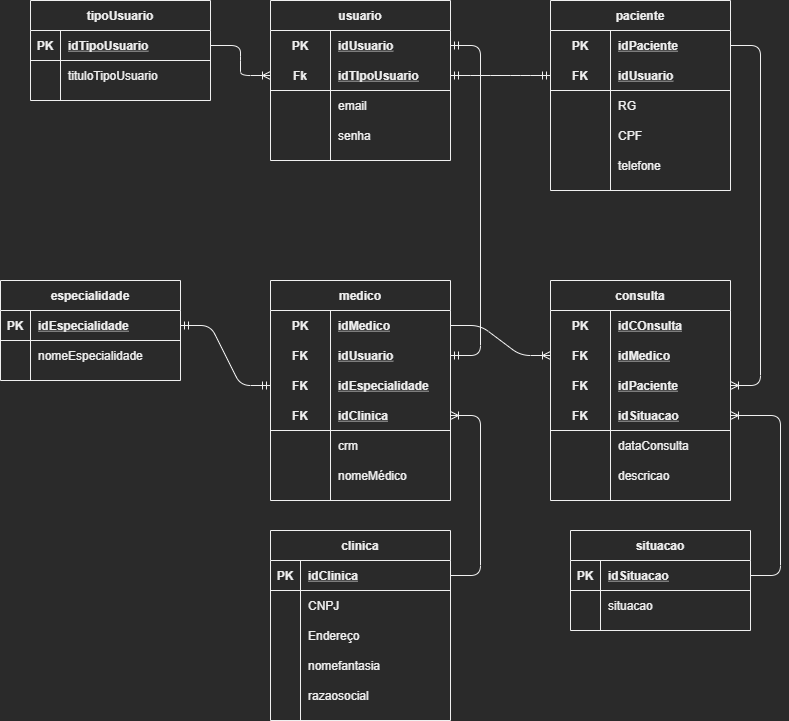 tipoUsuario
PK idTipoUsuario
tituloTipoUsuario
usuario
PK idUsuario
Fk idTIpoUsuario
email
senha
paciente
PK idPaciente
FK idUsuario
RG
CPF
telefone
especialidade
PK idEspecialidade
nomeEspecialidade
medico
PK idMedico
FK idUsuario
FK idEspecialidade
FK idClinica
crm
nomeMédico
consulta
PK idCOnsulta
FK idMedico
FK idPaciente
FK idSituacao
dataConsulta
descricao
clinica
PK idClinica
CNPJ
Endereço
nomefantasia
razaosocial
situacao
PK idSituacao
situacao